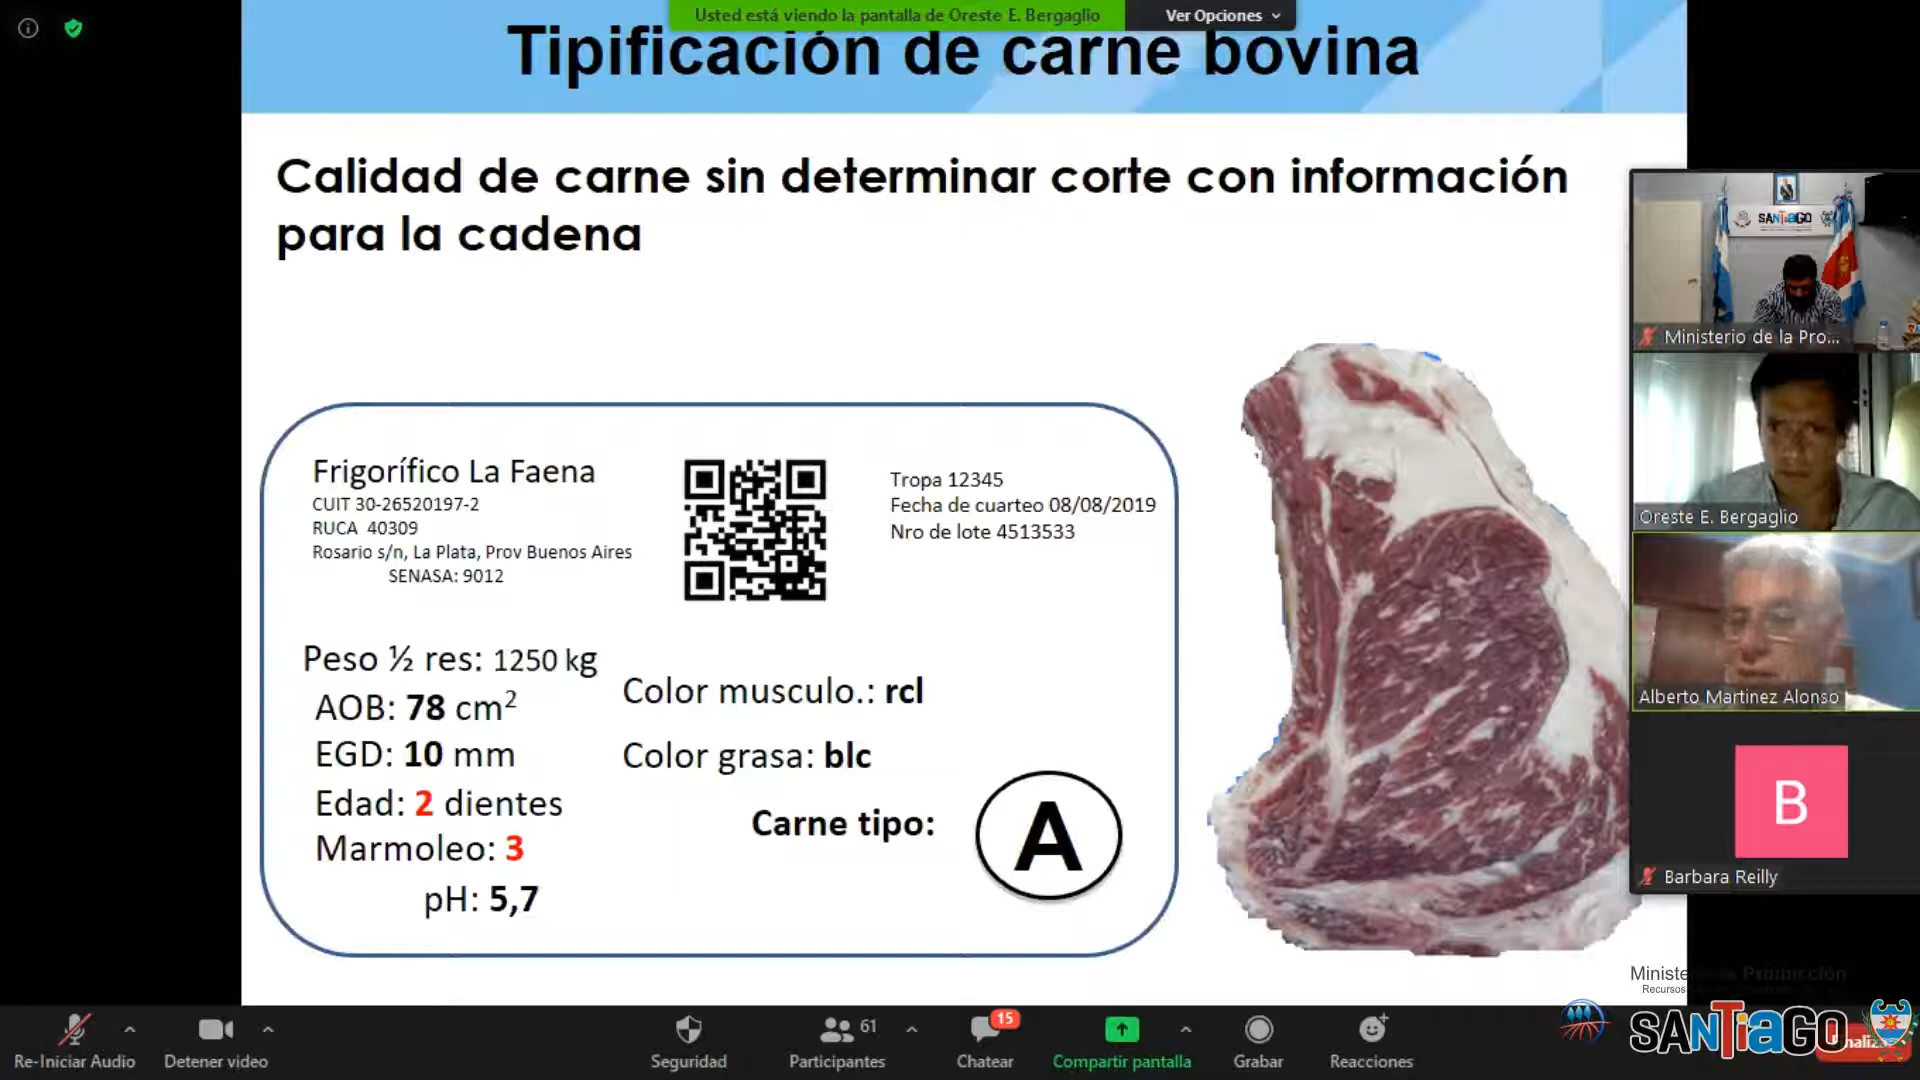 Usted está viendo la pantalla de Oreste E. Bergaglio
Ver Opciones
Tipificación de carne bovina
Calidad de carne sin determinar corte con información
para la cadena
Frigorífico La Faena
CUIT 30-26520197-2
RUCA 40309
Rosario s/n, La Plata, Prov Buenos Aires
SENASA: 9012
Tropa 12345
Fecha de cuarteo 08/08/2019
Nro de lote 4513533
Peso ½ res: 1250 kg
AOB: 78 cm²
EGD: 10 mm
Edad: 2 dientes
Marmoleo: 3
pH: 5,7
Color musculo.: rcl
Color grasa: blc
Carne tipo:
A
SANTiaGO
Ministerio de la Pro...
Oreste E. Bergaglio
Alberto Martinez Alonso
B
Barbara Reilly
Producción
Recursos
SANTiaGO
Re-Iniciar Audio
Detener video
Seguridad
61
Participantes
15
Chatear
Compartir pantalla
Grabar
Reacciones